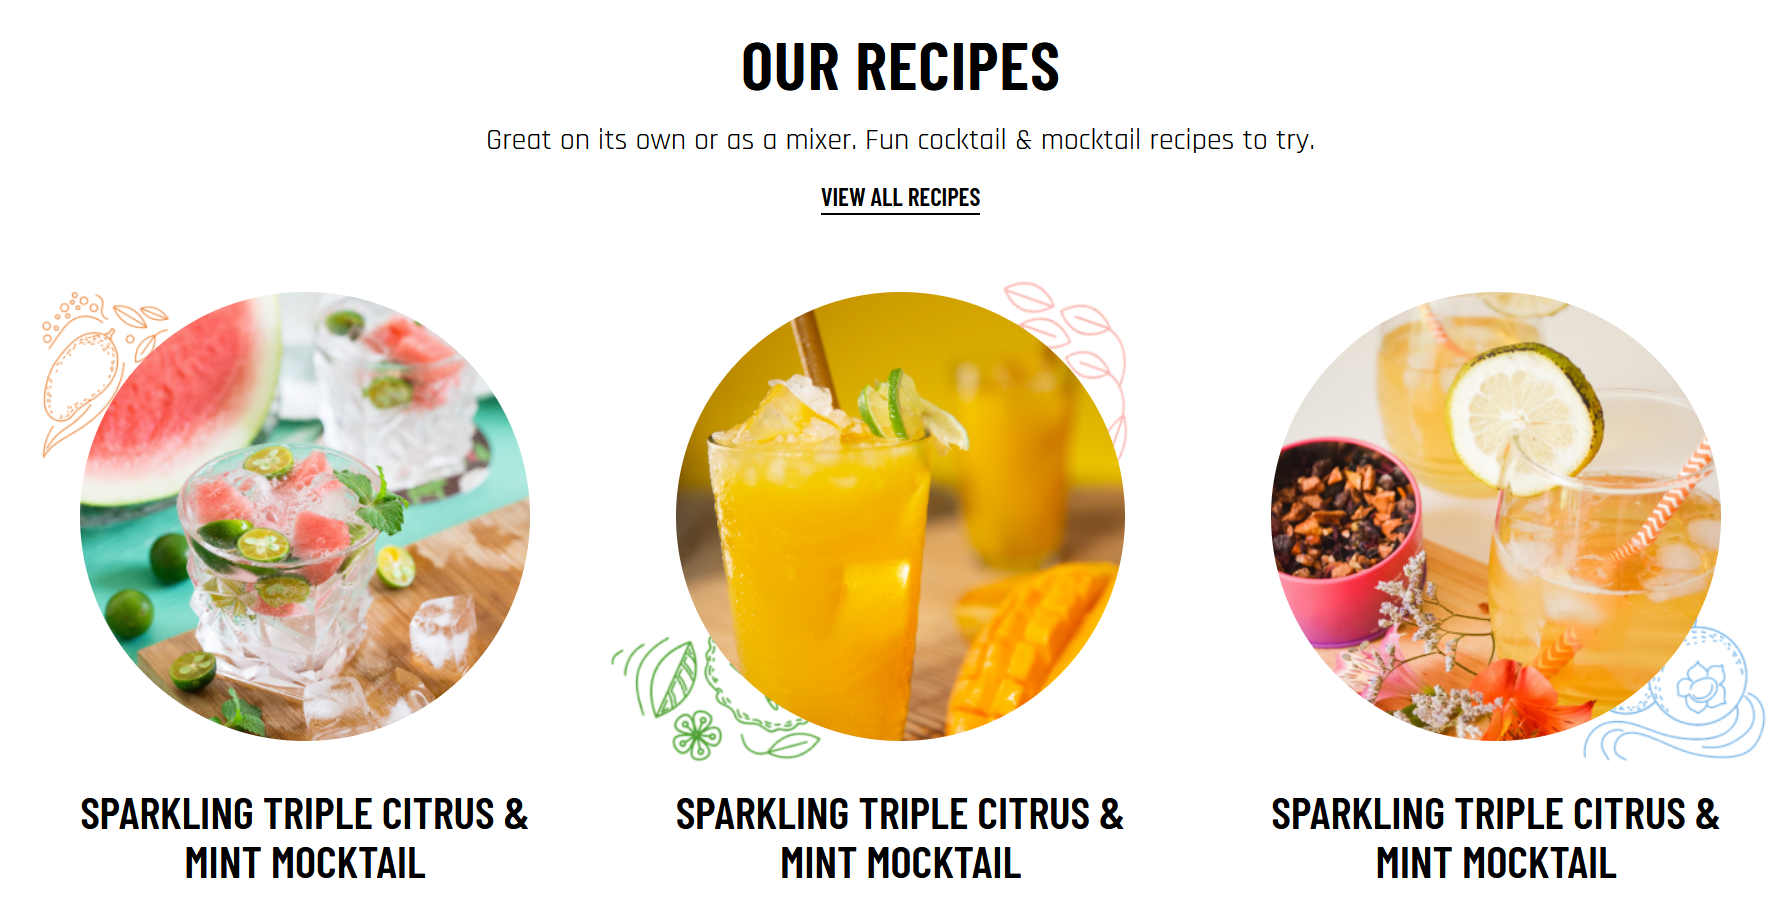 OUR RECIPES
Great on its own or as a mixer. Fun cocktail & mocktail recipes to try.
VIEW ALL RECIPES
SPARKLING TRIPLE CITRUS &
MINT MOCKTAIL
SPARKLING TRIPLE CITRUS &
MINT MOCKTAIL
SPARKLING TRIPLE CITRUS &
MINT MOCKTAIL